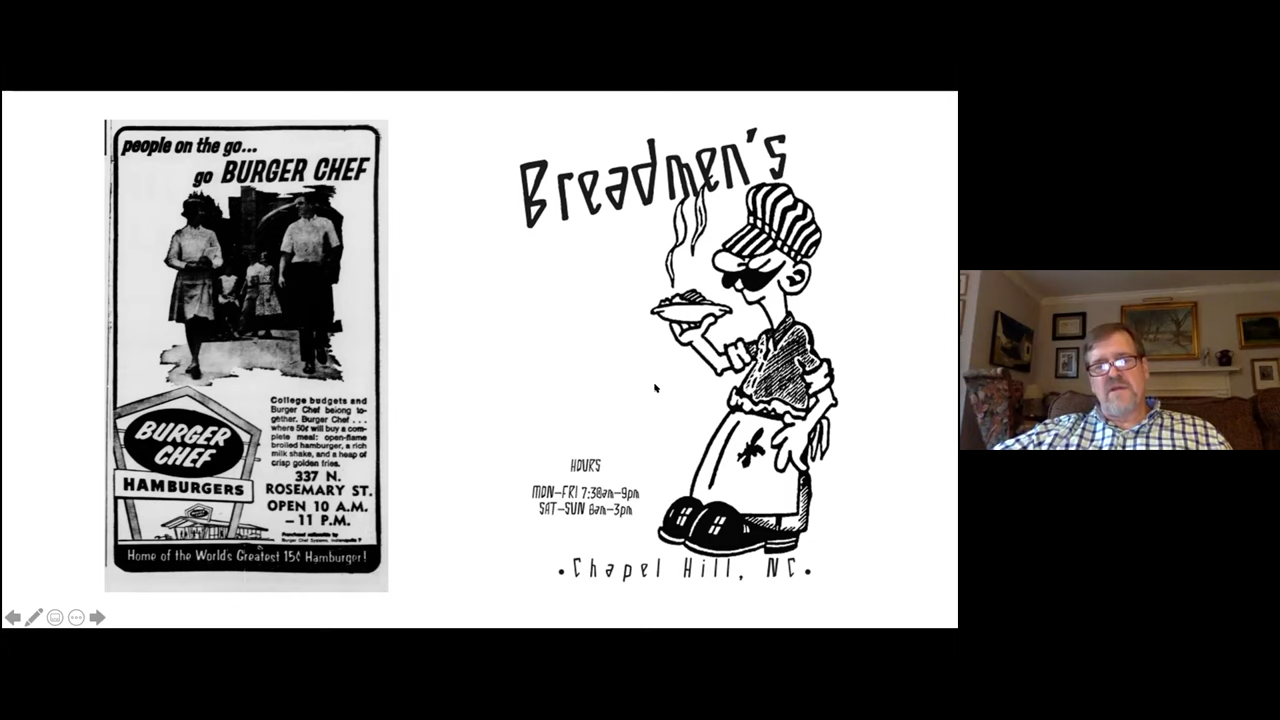 people on the go...
go BURGER CHEF
College budgets and
Burger Chef belong to-
gether. Burger Chef . . .
where 50¢ will buy a com-
plete meal: open-flame
broiled hamburger, a rich
milk shake, and a heap of
crisp golden fries.
337 N.
ROSEMARY ST.
OPEN 10 A.M.
– 11 P.M.
BURGER
CHEF
HAMBURGERS
Home of the Worlds Greatest 15¢ Hamburger!
Breadmen's
HOURS
MON-FRI 7:30am-9pm
SAT-SUN 8am-3pm
• Chapel Hill, NC •